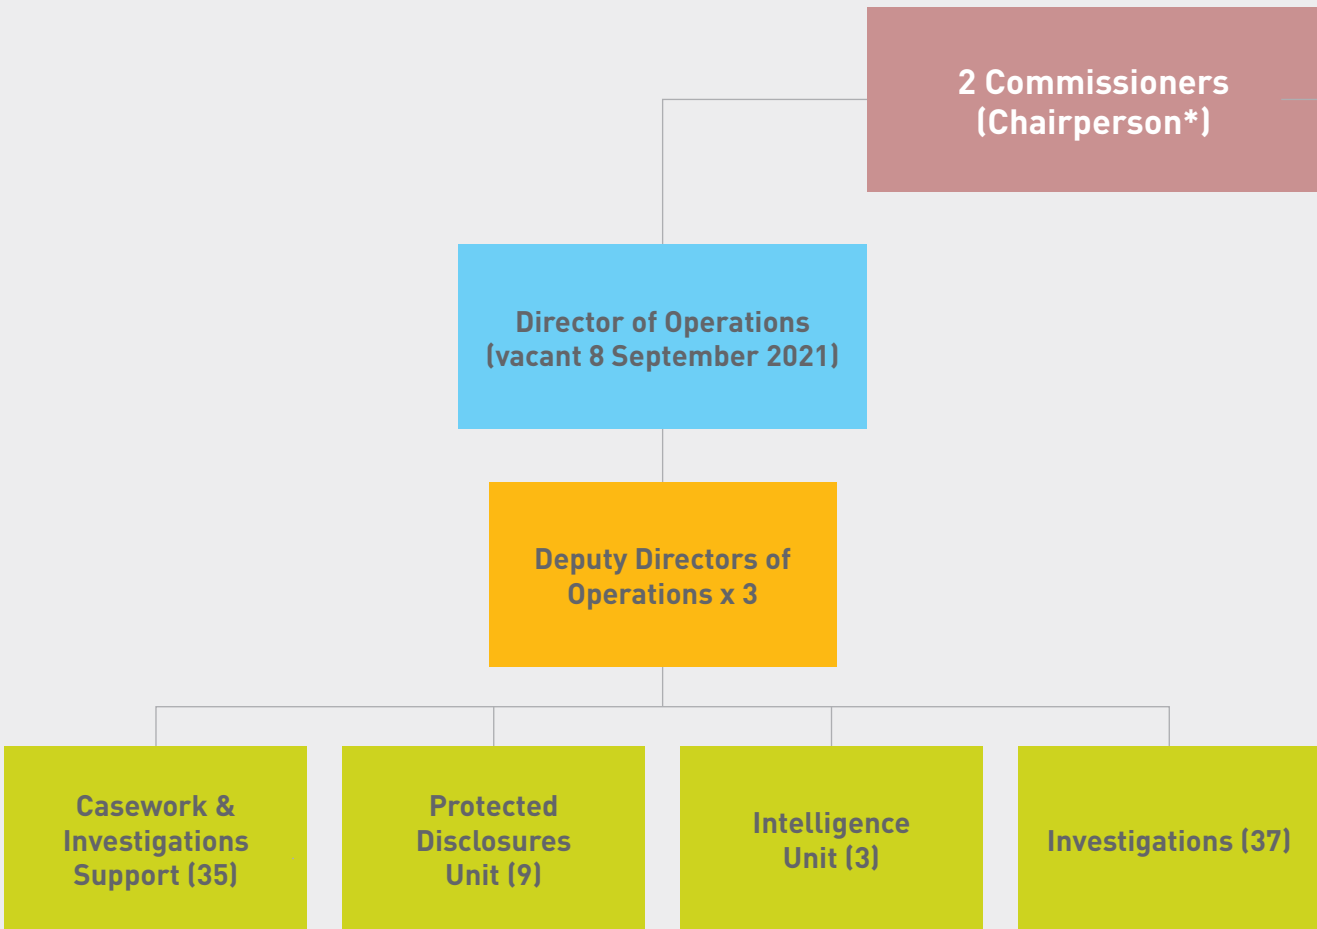 2 Commissioners
(Chairperson*)
Director of Operations
(vacant 8 September 2021)
Deputy Directors of
Operations x 3
Casework &
Investigations
Support (35)
Protected
Disclosures
Unit (9)
Intelligence
Unit (3)
Investigations (37)